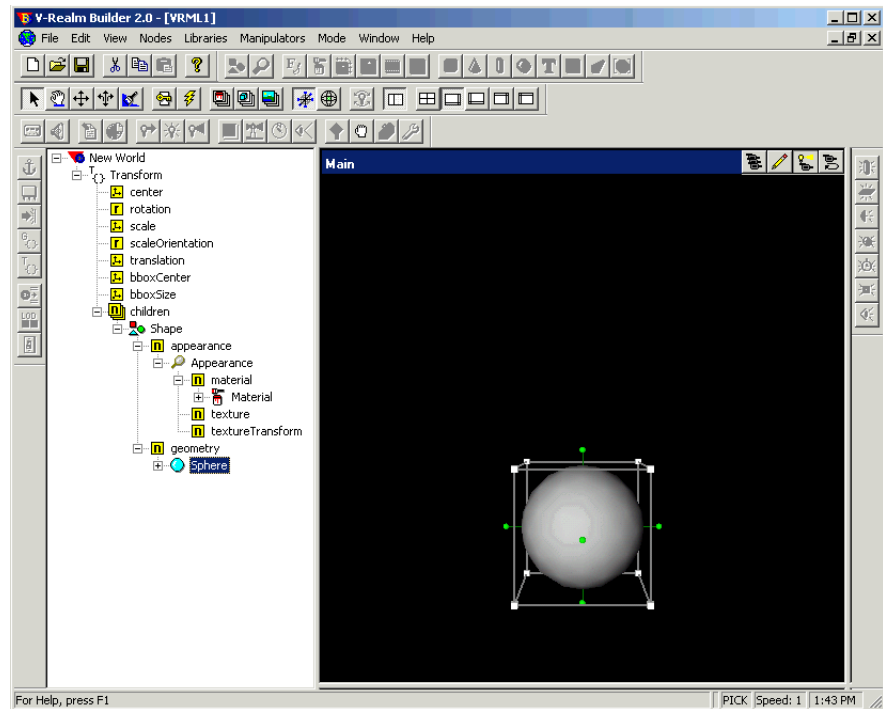 V-Realm Builder 2.0 - [VRML1]
File Edit View Nodes Libraries Manipulators Mode Window Help
New World
Main
Transform
center
rotation
scale
scaleOrientation
translation
bboxCenter
bboxSize
children
Shape
appearance
Appearance
material
Material
texture
textureTransform
geometry
Sphere
For Help, press F1
PICK Speed: 1 1:43 PM